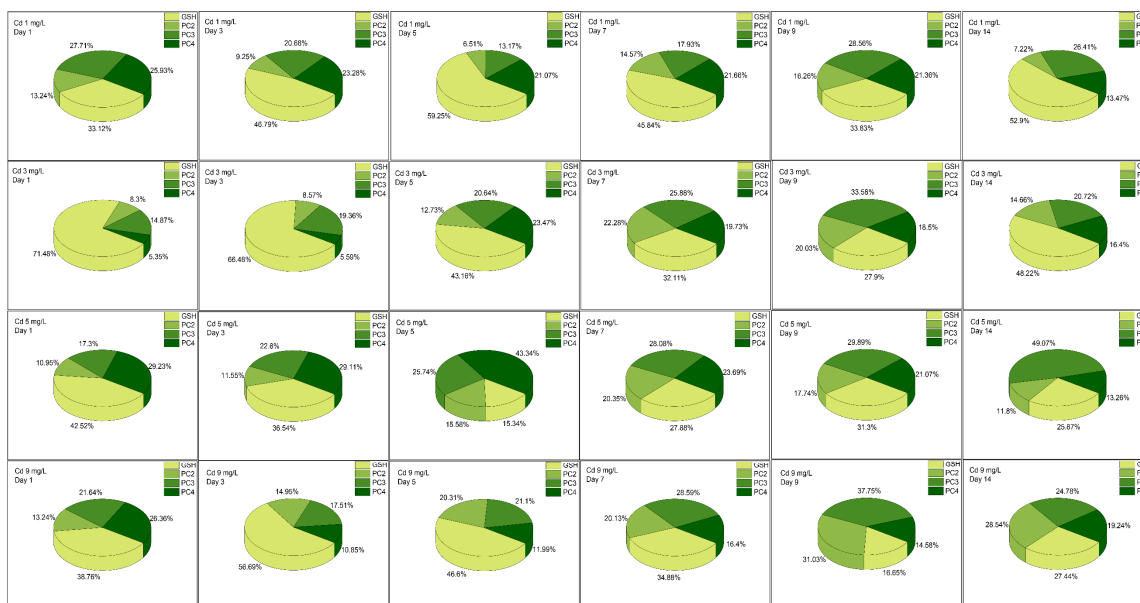 Cd 1 mg/L
Day 1
GSH
PC2
PC3
PC4
27.71%
25.93%
13.24%
33.12%
Cd 1 mg/L
Day 3
GSH
PC2
PC3
PC4
20.68%
9.25%
23.28%
46.79%
Cd 1 mg/L
Day 5
GSH
PC2
PC3
PC4
6.51%
13.17%
21.07%
59.25%
Cd 1 mg/L
Day 7
GSH
PC2
PC3
PC4
14.57%
17.93%
21.66%
45.84%
Cd 1 mg/L
Day 9
GSH
PC2
PC3
PC4
28.56%
16.26%
21.36%
33.83%
Cd 1 mg/L
Day 14
G
P
P
P
7.22%
26.41%
13.47%
52.9%
Cd 3 mg/L
Day 1
GSH
PC2
PC3
PC4
8.3%
14.87%
5.35%
71.48%
Cd 3 mg/L
Day 3
GSH
PC2
PC3
PC4
8.57%
19.36%
5.59%
66.48%
Cd 3 mg/L
Day 5
GSH
PC2
PC3
PC4
20.64%
12.73%
23.47%
43.16%
Cd 3 mg/L
Day 7
GSH
PC2
PC3
PC4
25.88%
22.28%
19.73%
32.11%
Cd 3 mg/L
Day 9
GSH
PC2
PC3
PC4
33.58%
20.03%
18.5%
27.9%
Cd 3 mg/L
Day 14
G
P
P
P
14.66%
20.72%
16.4%
48.22%
Cd 5 mg/L
Day 1
GSH
PC2
PC3
PC4
17.3%
10.95%
29.23%
42.52%
Cd 5 mg/L
Day 3
GSH
PC2
PC3
PC4
22.8%
11.55%
29.11%
36.54%
Cd 5 mg/L
Day 5
GSH
PC2
PC3
PC4
43.34%
25.74%
15.58%
15.34%
Cd 5 mg/L
Day 7
GSH
PC2
PC3
PC4
28.08%
23.69%
20.35%
27.88%
Cd 5 mg/L
Day 9
GSH
PC2
PC3
PC4
29.89%
17.74%
21.07%
31.3%
Cd 5 mg/L
Day 14
G
P
P
P
49.07%
13.26%
11.8%
25.87%
Cd 9 mg/L
Day 1
GSH
PC2
PC3
PC4
21.64%
13.24%
26.36%
38.76%
Cd 9 mg/L
Day 3
GSH
PC2
PC3
PC4
14.95%
17.51%
10.85%
56.69%
Cd 9 mg/L
Day 5
GSH
PC2
PC3
PC4
20.31%
21.1%
11.99%
46.6%
Cd 9 mg/L
Day 7
GSH
PC2
PC3
PC4
28.59%
20.13%
16.4%
34.88%
Cd 9 mg/L
Day 9
GSH
PC2
PC3
PC4
37.75%
14.58%
31.03%
16.65%
Cd 9 mg/L
Day 14
G
P
P
P
24.78%
28.54%
19.24%
27.44%